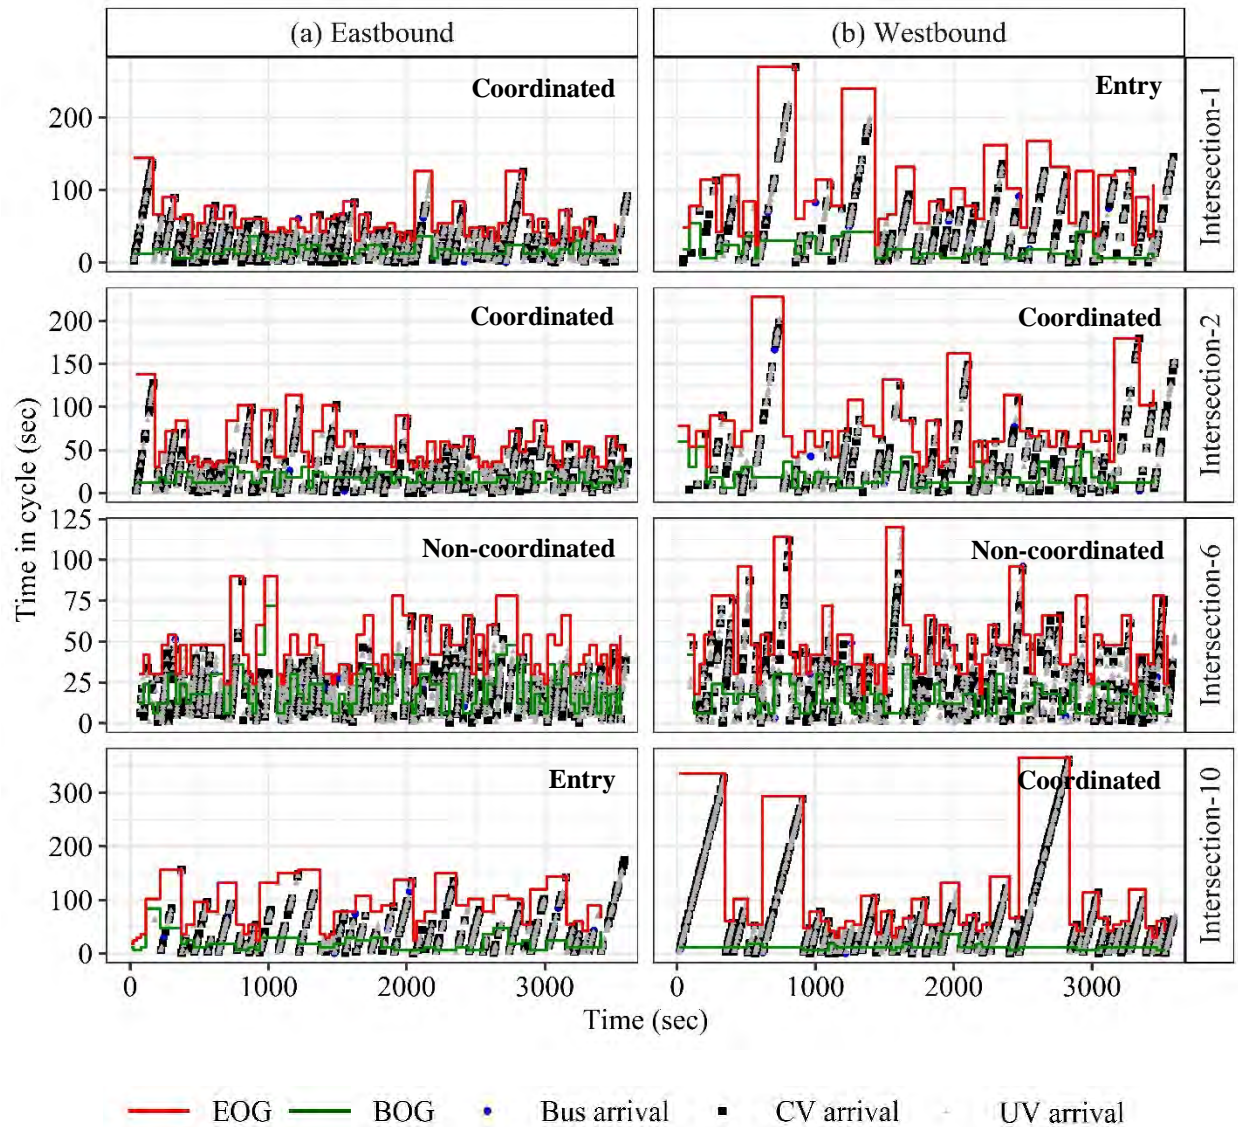 (a) Eastbound
(b) Westbound
Coordinated
Entry
Intersection-1
200
100
0
Coordinated
Coordinated
Intersection-2
200
150
100
50
0
Time in cycle (sec)
Non-coordinated
Non-coordinated
Intersection-6
125
100
75
50
25
0
Entry
Coordinated
Intersection-10
300
200
100
0
0 1000 2000 3000 0 1000 2000 3000
Time (sec)
EOG BOG Bus arrival CV arrival UV arrival